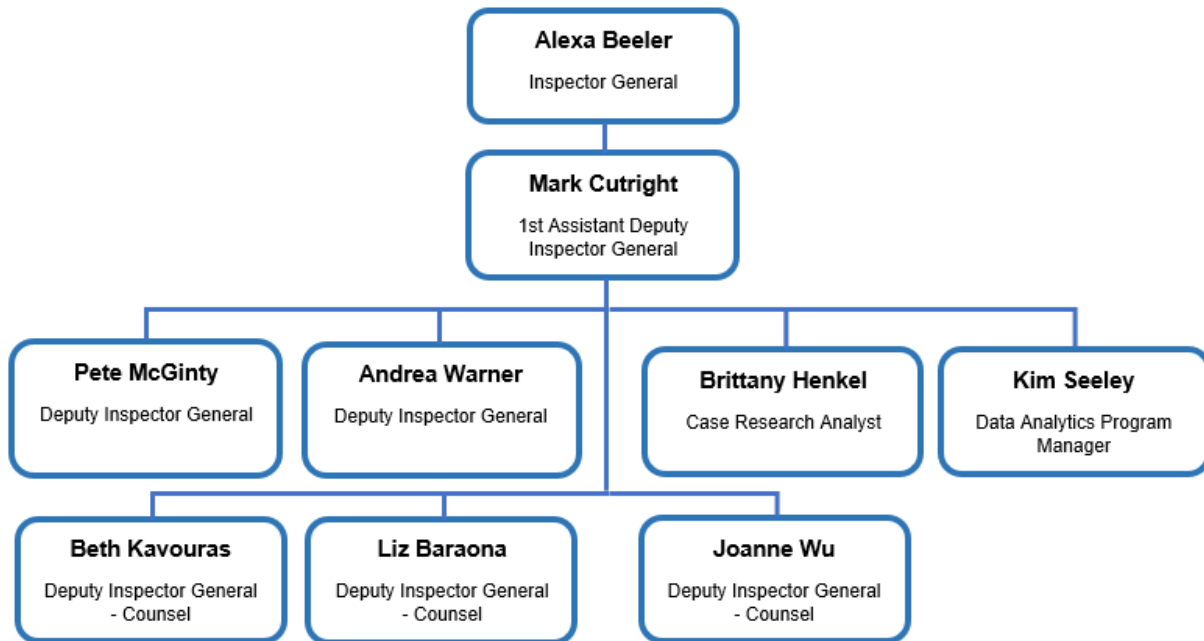 Alexa Beeler
Inspector General
Mark Cutright
1st Assistant Deputy
Inspector General
Pete McGinty
Deputy Inspector General
Andrea Warner
Deputy Inspector General
Brittany Henkel
Case Research Analyst
Kim Seeley
Data Analytics Program
Manager
Beth Kavouras
Deputy Inspector General
- Counsel
Liz Baraona
Deputy Inspector General
- Counsel
Joanne Wu
Deputy Inspector General
- Counsel